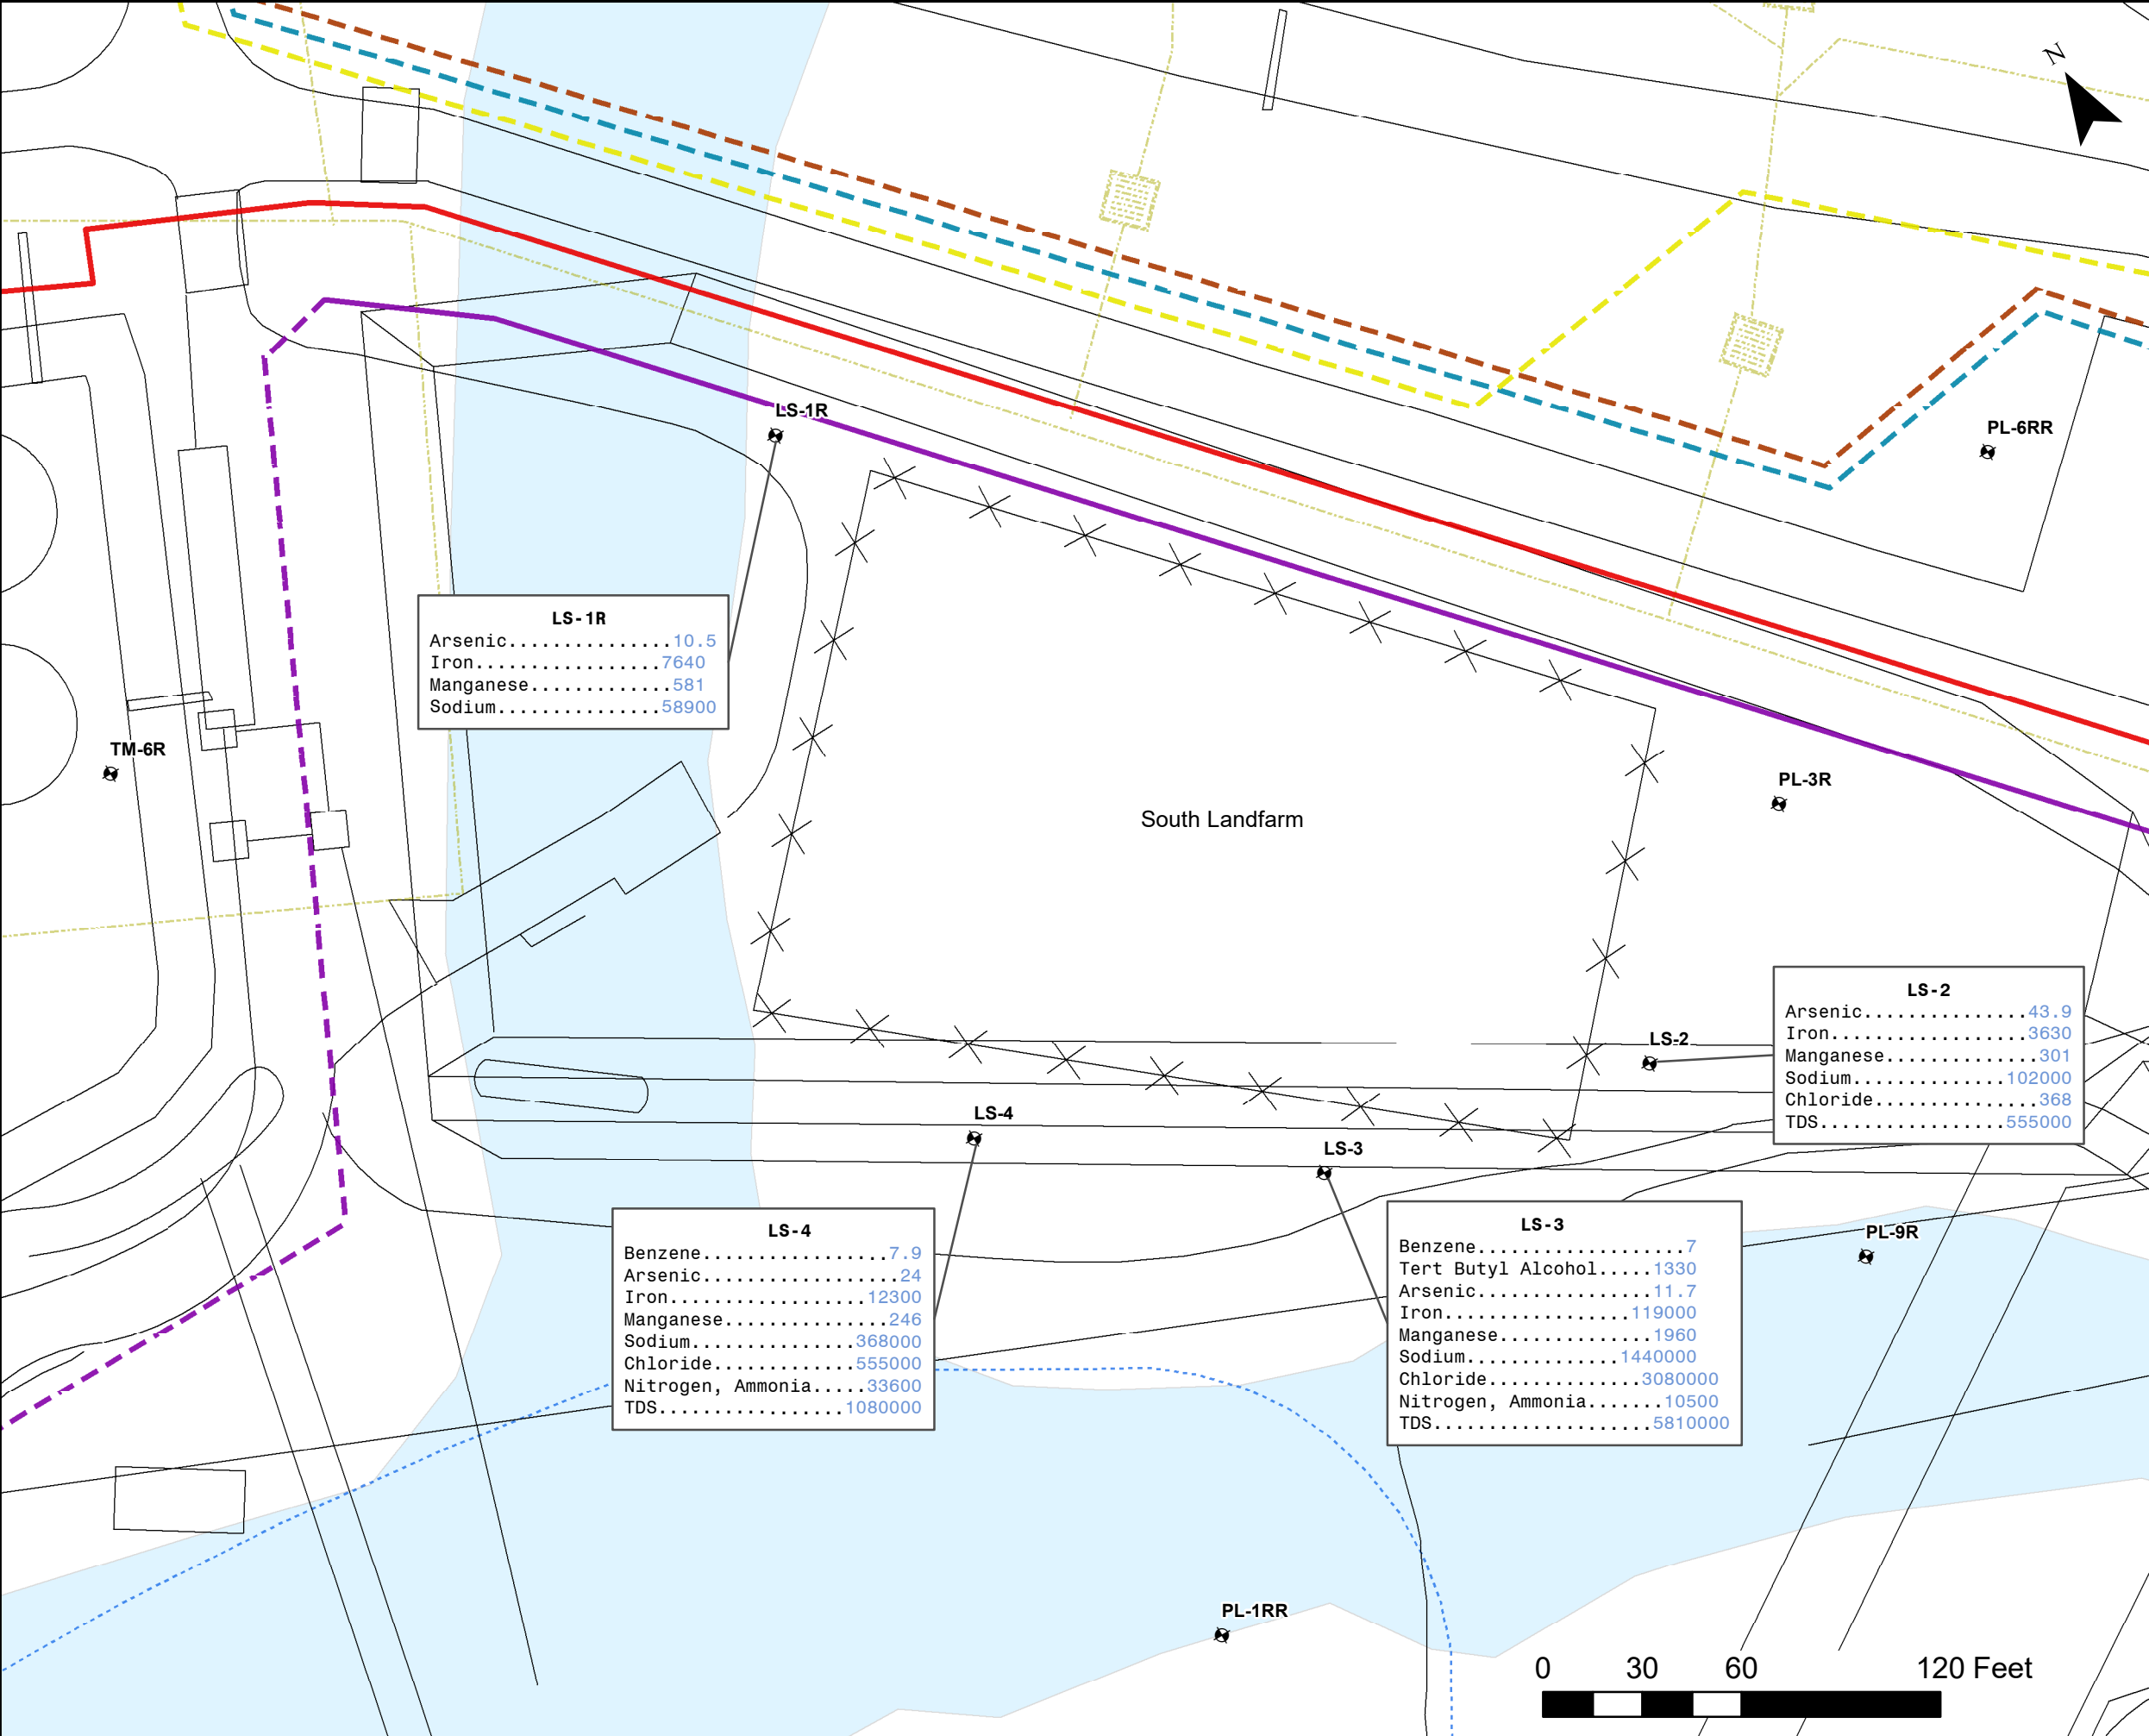 N
LS-1R
PL-6RR
LS-1R
Arsenic...............10.5
Iron.................7640
Manganese.............581
Sodium...............58900
TM-6R
PL-3R
South Landfarm
LS-2
LS-2
Arsenic...............43.9
Iron..................3630
Manganese..............301
Sodium..............102000
Chloride...............368
TDS.................555000
LS-4
LS-3
PL-9R
LS-4
Benzene.................7.9
Arsenic..................24
Iron..................12300
Manganese...............246
Sodium...............368000
Chloride.............555000
Nitrogen, Ammonia.....33600
TDS.................1080000
LS-3
Benzene...................7
Tert Butyl Alcohol.....1330
Arsenic................11.7
Iron.................119000
Manganese..............1960
Sodium..............1440000
Chloride..............3080000
Nitrogen, Ammonia.......10500
TDS....................5810000
PL-1RR
0 30 60 120 Feet